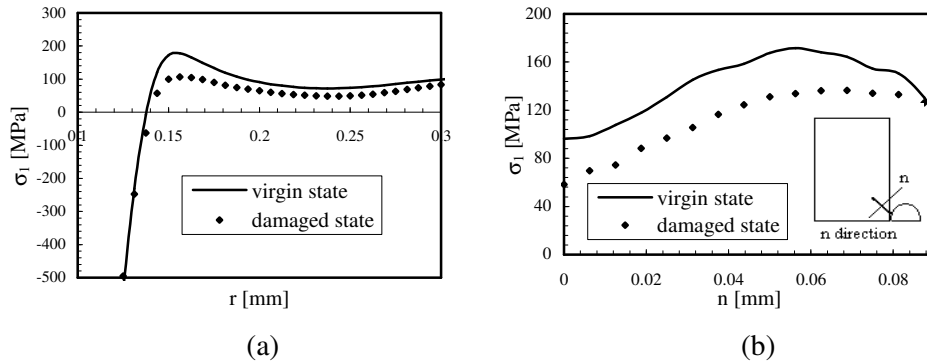 300
200
100
0
-100
-200
-300
-400
-500
0.1 0.15 0.2 0.25 0.3
σ1 [MPa]
r [mm]
virgin state
damaged state
(a)
200
160
120
80
40
0
0 0.02 0.04 0.06 0.08
σ1 [MPa]
n [mm]
virgin state
damaged state
n
n direction
(b)